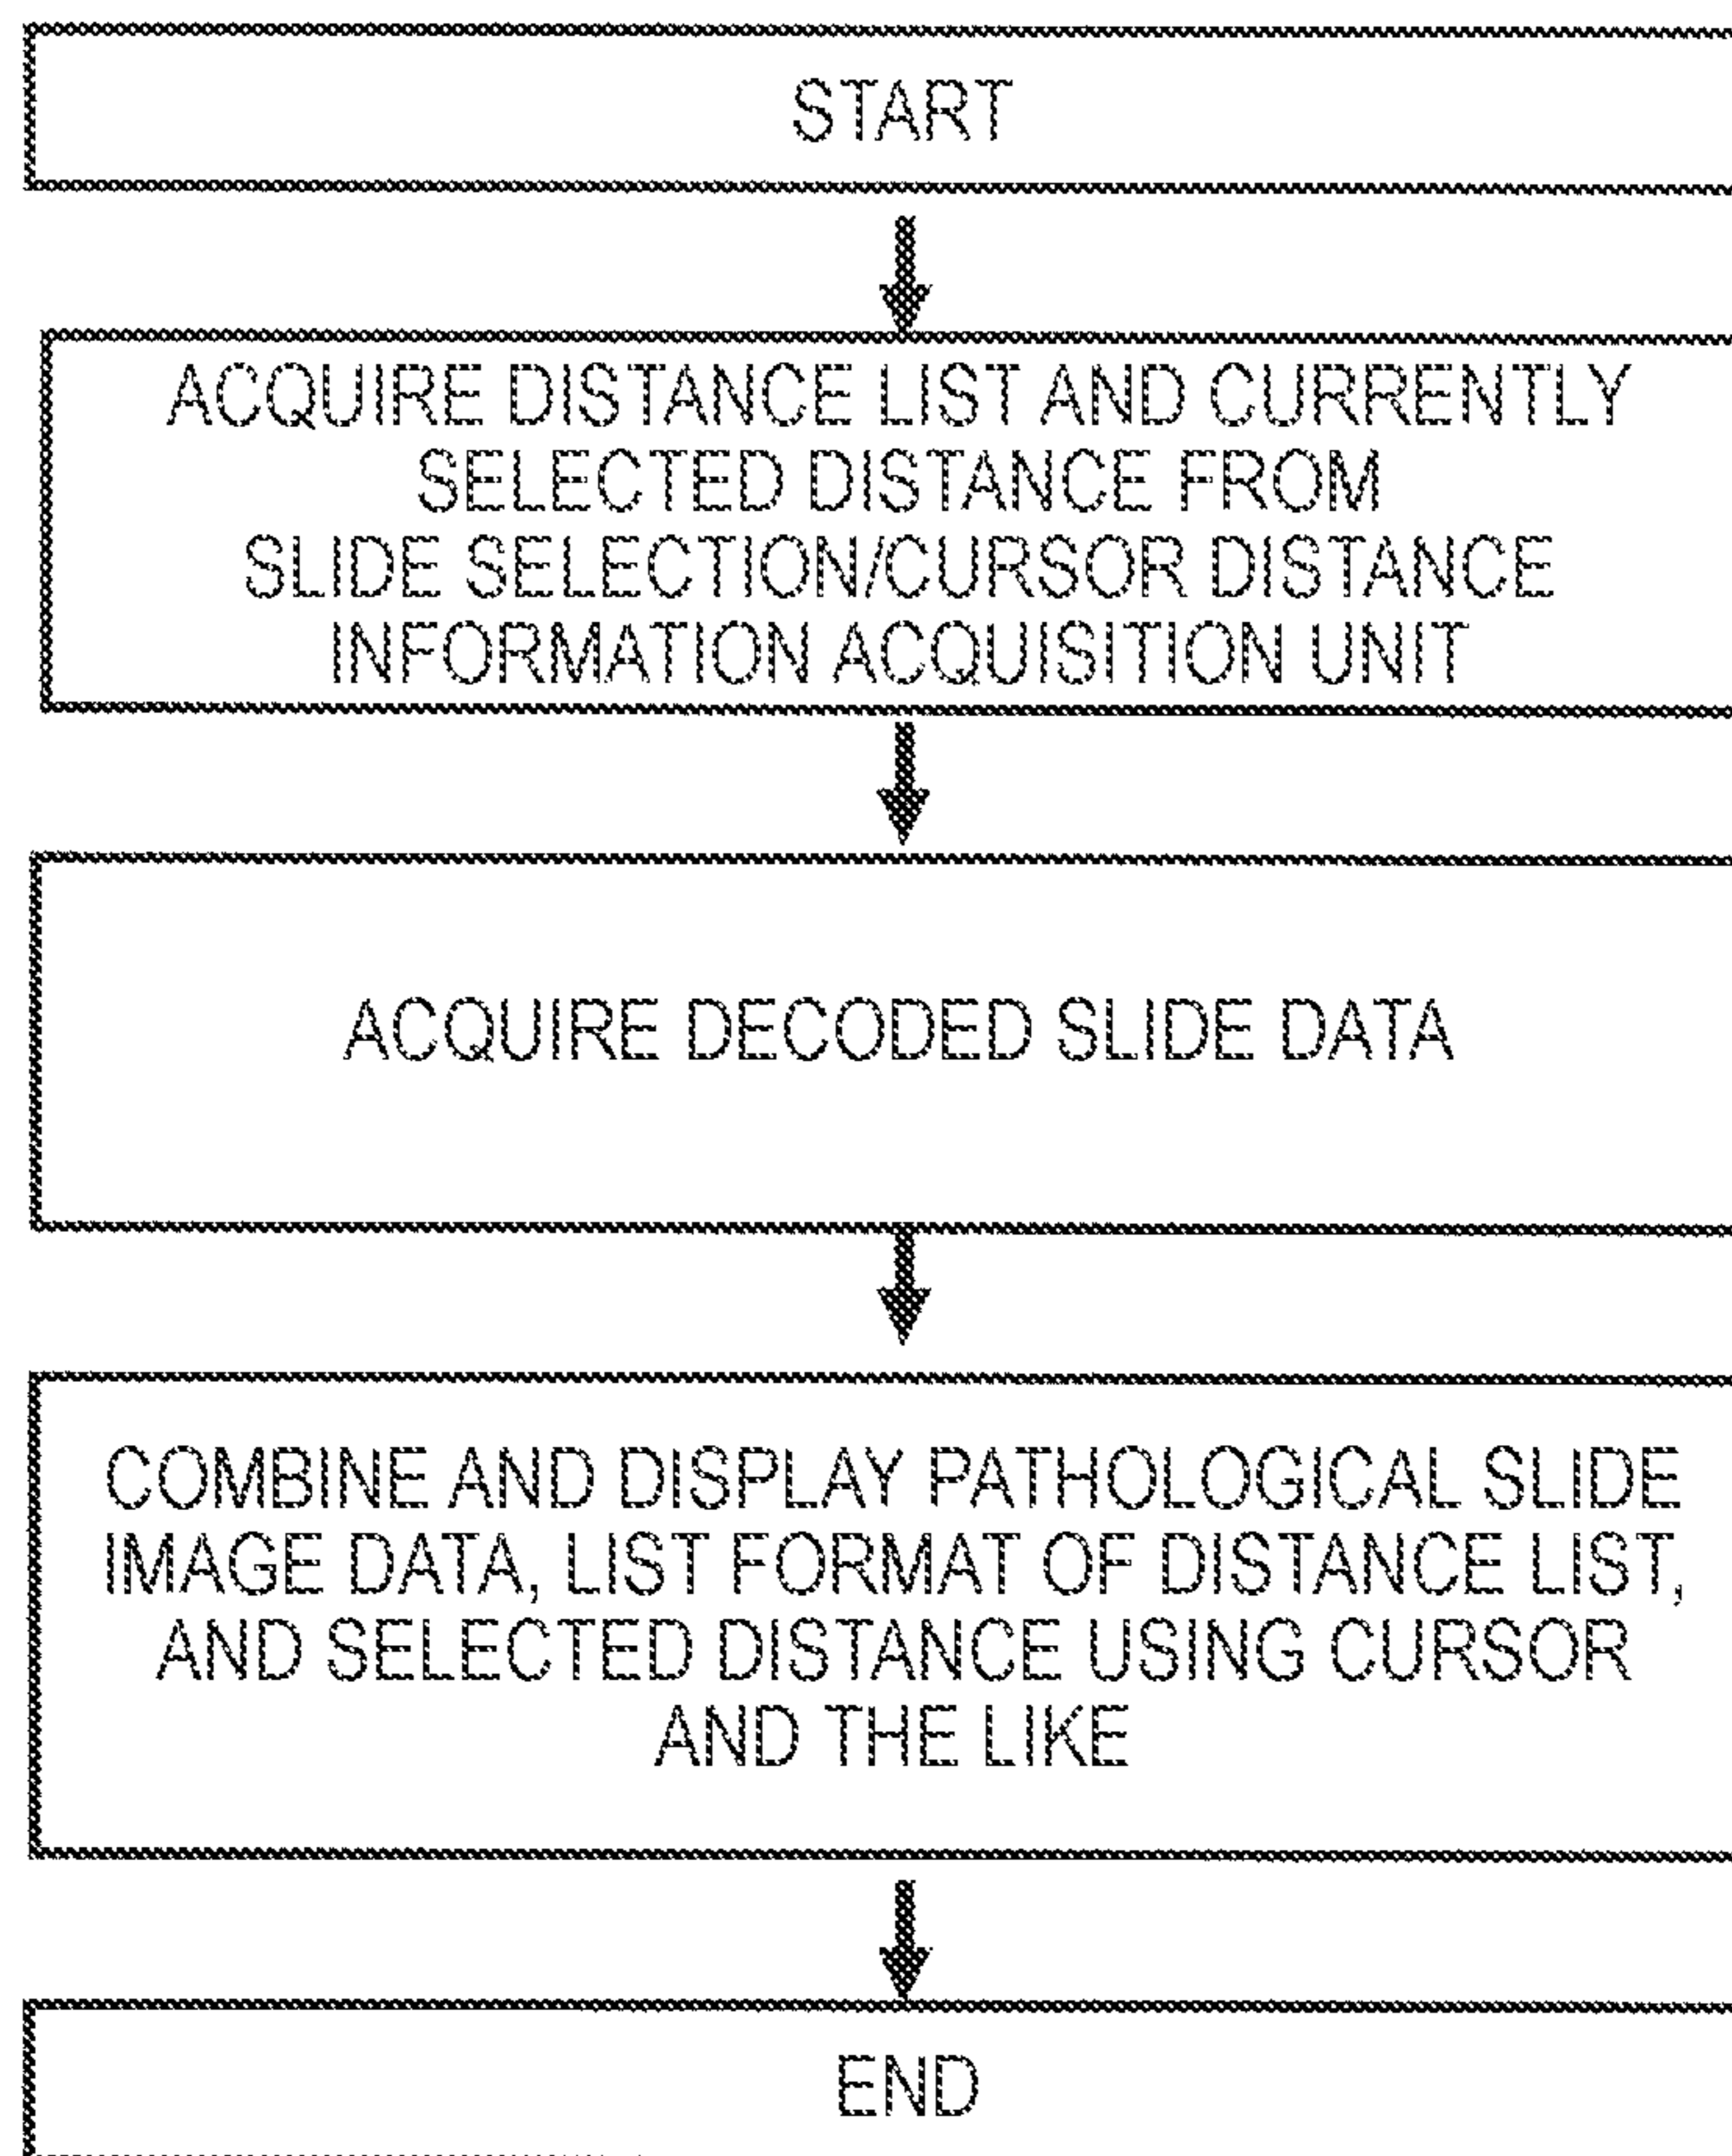 START
ACQUIRE DISTANCE LIST AND CURRENTLY
SELECTED DISTANCE FROM
SLIDE SELECTION/CURSOR DISTANCE
INFORMATION ACQUISITION UNIT
ACQUIRE DECODED SLIDE DATA
COMBINE AND DISPLAY PATHOLOGICAL SLIDE
IMAGE DATA, LIST FORMAT OF DISTANCE LIST,
AND SELECTED DISTANCE USING CURSOR
AND THE LIKE
END